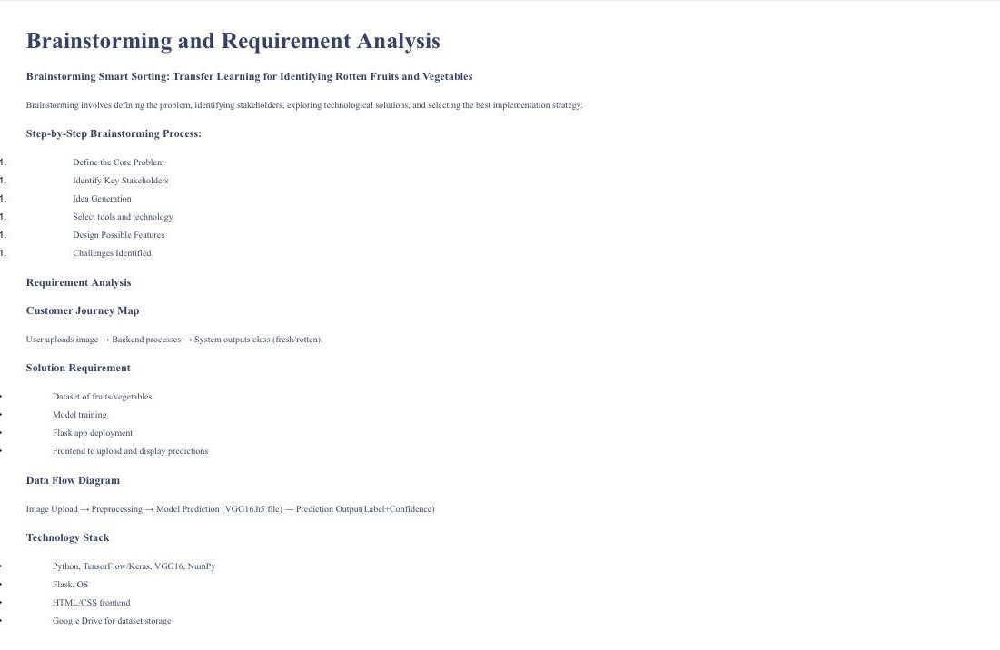 Brainstorming and Requirement Analysis
Brainstorming Smart Sorting: Transfer Learning for Identifying Rotten Fruits and Vegetables
Brainstorming involves defining the problem, identifying stakeholders, exploring technological solutions, and selecting the best implementation strategy.
Step-by-Step Brainstorming Process:
1. Define the Core Problem
1. Identify Key Stakeholders
1. Idea Generation
1. Select tools and technology
1. Design Possible Features
1. Challenges Identified
Requirement Analysis
Customer Journey Map
User uploads image → Backend processes → System outputs class (fresh/rotten).
Solution Requirement
• Dataset of fruits/vegetables
• Model training
• Flask app deployment
• Frontend to upload and display predictions
Data Flow Diagram
Image Upload → Preprocessing → Model Prediction (VGG16.h5 file) → Prediction Output(Label+Confidence)
Technology Stack
• Python, TensorFlow/Keras, VGG16, NumPy
• Flask, OS
• HTML/CSS frontend
• Google Drive for dataset storage